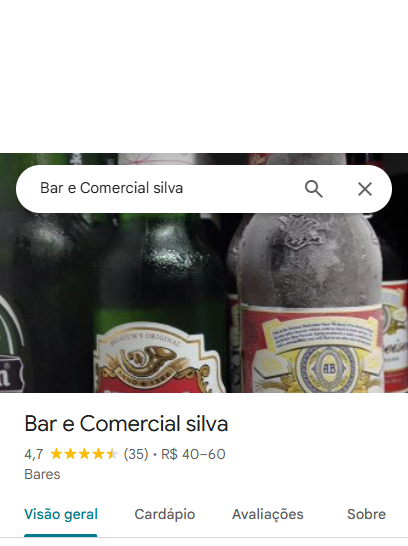 Bar e Comercial silva
BELGIUM'S ORIGINAL
AB
Bar e Comercial silva
4,7 (35) • R$ 40–60
Bares
Visão geral Cardápio Avaliações Sobre